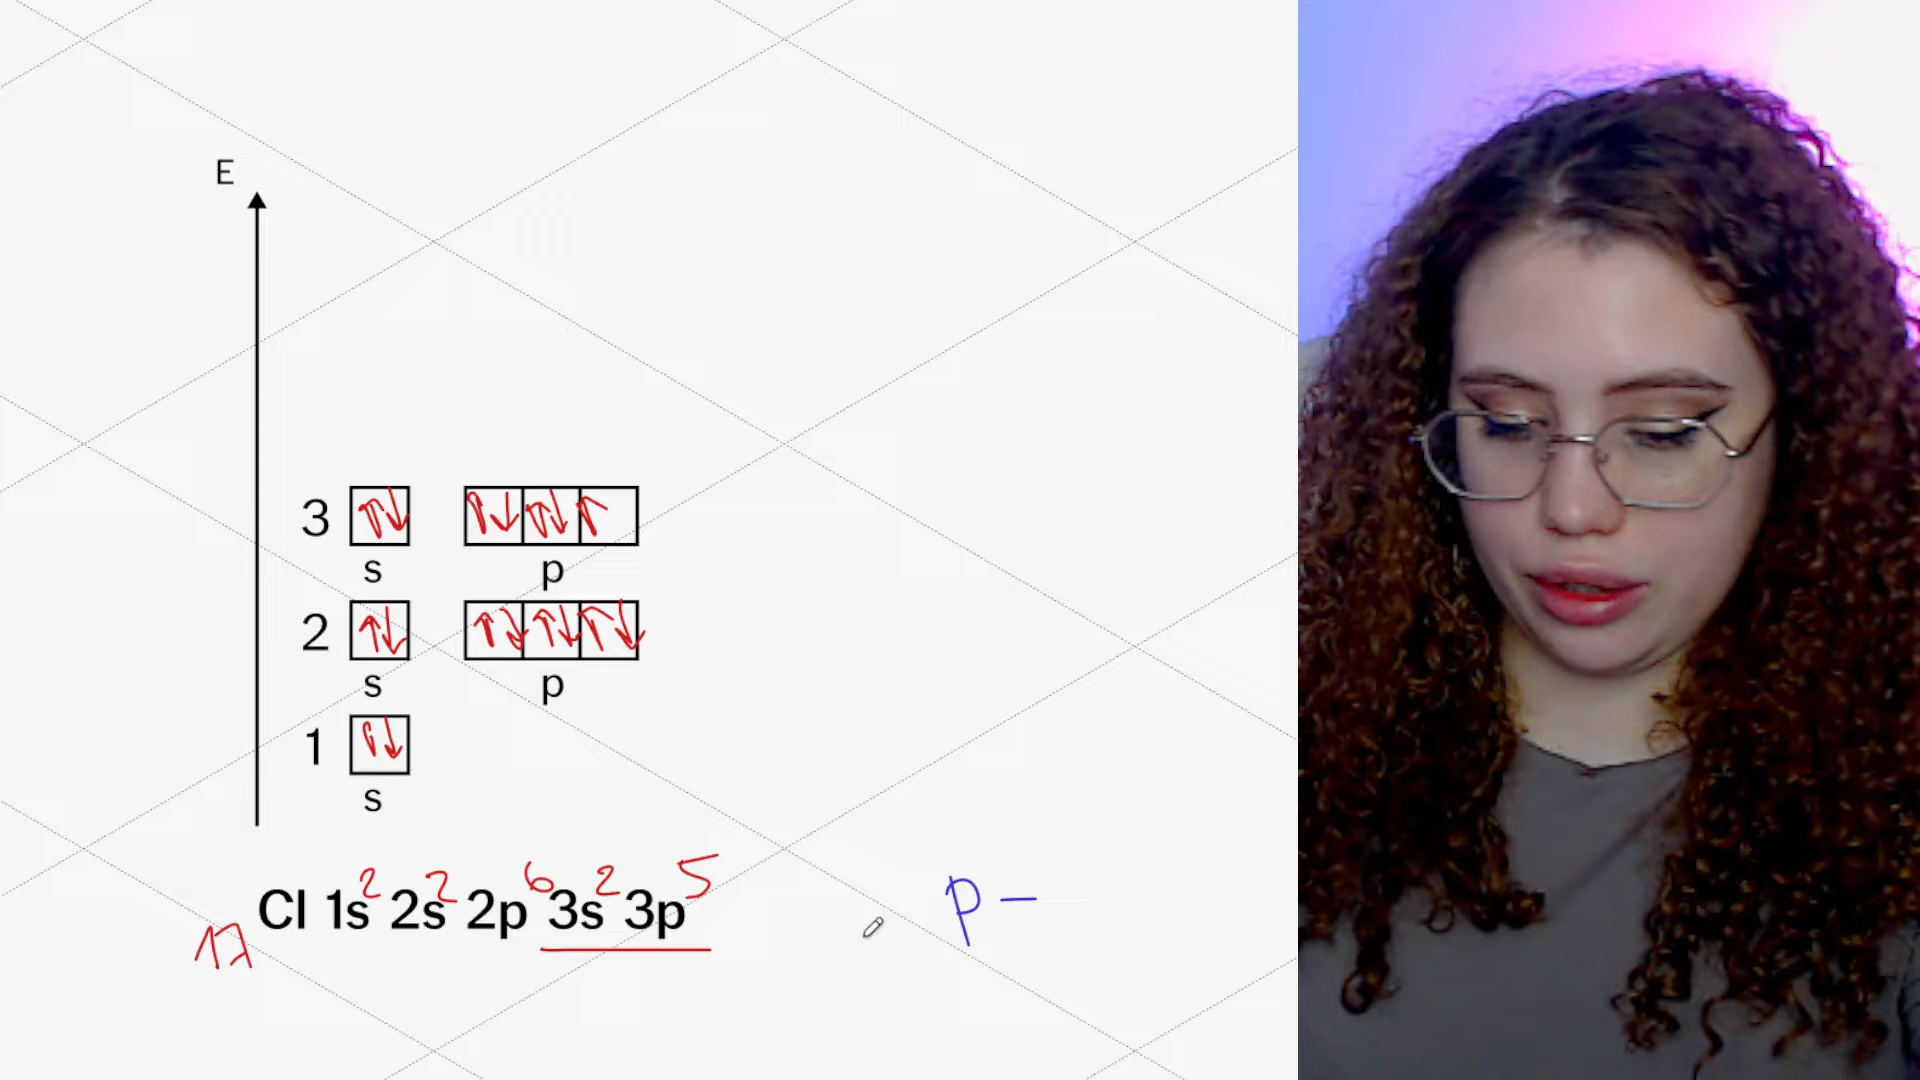 E
3 s p
2 s p
1 s
17 Cl 1s² 2s² 2p⁶ 3s² 3p⁵
p –